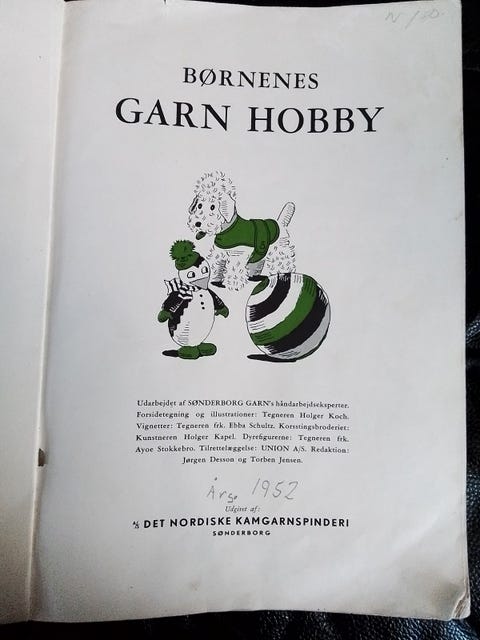 BØRNENES
GARN HOBBY
Udarbejdet af SØNDERBORG GARN's håndarbejdseksperter.
Forsidetegning og illustrationer: Tegneren Holger Koch.
Vignetter: Tegneren frk. Ebba Schultz. Korsstingsbroderiet:
Kunstneren Holger Kapel. Dyrefigurerne: Tegneren frk.
Ayoe Stokkebro. Tilrettelæggelse: UNION A/S. Redaktion:
Jørgen Desson og Torben Jensen.
Årg. 1952
Udgivet af:
A/S DET NORDISKE KAMGARNSPINDERI
SØNDERBORG